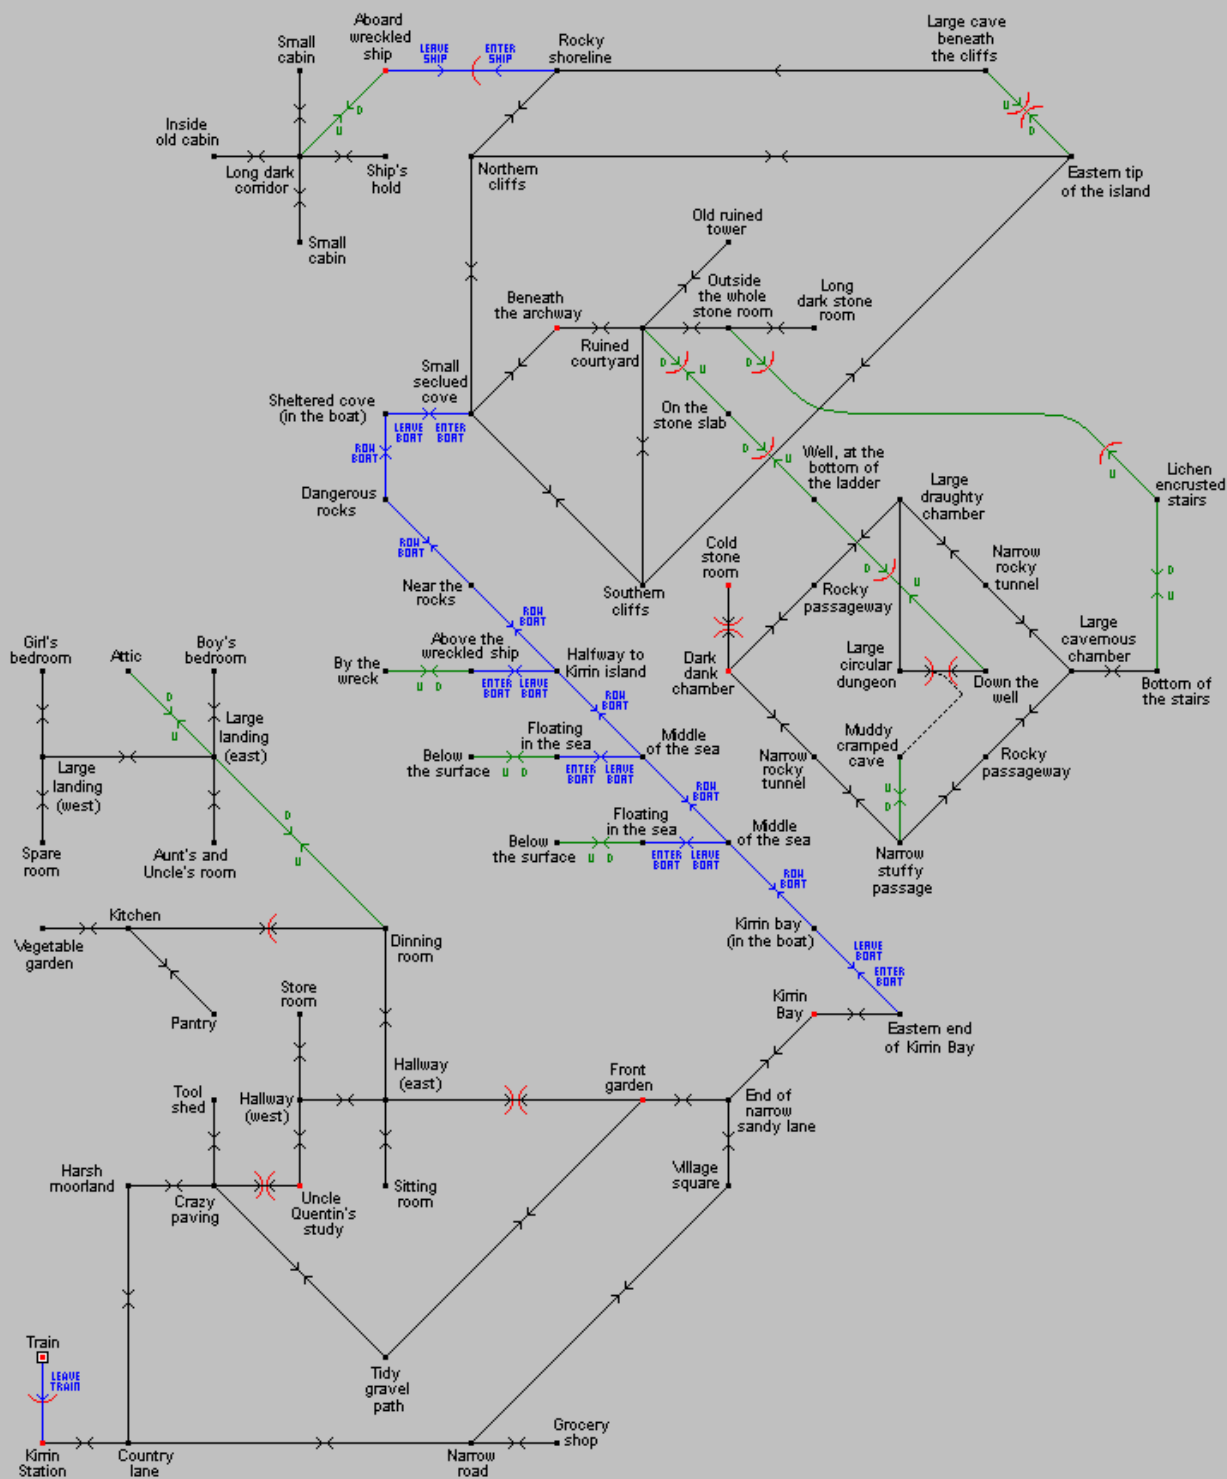 Aboard
wreckled
ship
Small
cabin
LEAVE
SHIP
ENTER
SHIP
Rocky
shoreline
Large cave
beneath
the cliffs
D
U
U
D
Inside
old cabin
Long dark
corridor
Ship's
hold
Northern
cliffs
Eastern tip
of the island
Small
cabin
Old ruined
tower
Beneath
the archway
Outside
the whole
stone room
Long
dark stone
room
Ruined
courtyard
D
U
D
Small
seclued
cove
Sheltered cove
(in the boat)
LEAVE
BOAT
ENTER
BOAT
On the
stone slab
ROW
BOAT
D
U
Well, at the
bottom of
the ladder
U
Lichen
encrusted
stairs
Large
draughty
chamber
Dangerous
rocks
ROW
BOAT
Cold
stone
room
Narrow
rocky
tunnel
D
U
D
U
Near the
rocks
Southern
cliffs
Rocky
passageway
ROW
BOAT
Girl's
bedroom
Attic
Boy's
bedroom
Above the
wreckled ship
By the
wreck
U D
ENTER
BOAT
LEAVE
BOAT
Halfway to
Kirrin island
Dark
dank
chamber
Large
circular
dungeon
Down the
well
Large
cavernous
chamber
Bottom of
the stairs
ROW
BOAT
D
U
Large
landing
(east)
Large
landing
(west)
Floating
in the sea
Below
the surface
U D
ENTER
BOAT
LEAVE
BOAT
Middle
of the sea
Narrow
rocky
tunnel
Muddy
cramped
cave
Rocky
passageway
ROW
BOAT
U
D
D
U
Spare
room
Aunt's and
Uncle's room
Floating
in the sea
Below
the surface
U D
ENTER
BOAT
LEAVE
BOAT
Middle
of the sea
Narrow
stuffy
passage
ROW
BOAT
Kitchen
Vegetable
garden
Dinning
room
Kirrin bay
(in the boat)
LEAVE
BOAT
ENTER
BOAT
Pantry
Store
room
Kirrin
Bay
Eastern end
of Kirrin Bay
Tool
shed
Hallway
(west)
Hallway
(east)
Front
garden
End of
narrow
sandy lane
Harsh
moorland
Crazy
paving
Uncle
Quentin's
study
Sitting
room
Village
square
Train
LEAVE
TRAIN
Tidy
gravel
path
Kirrin
Station
Country
lane
Narrow
road
Grocery
shop